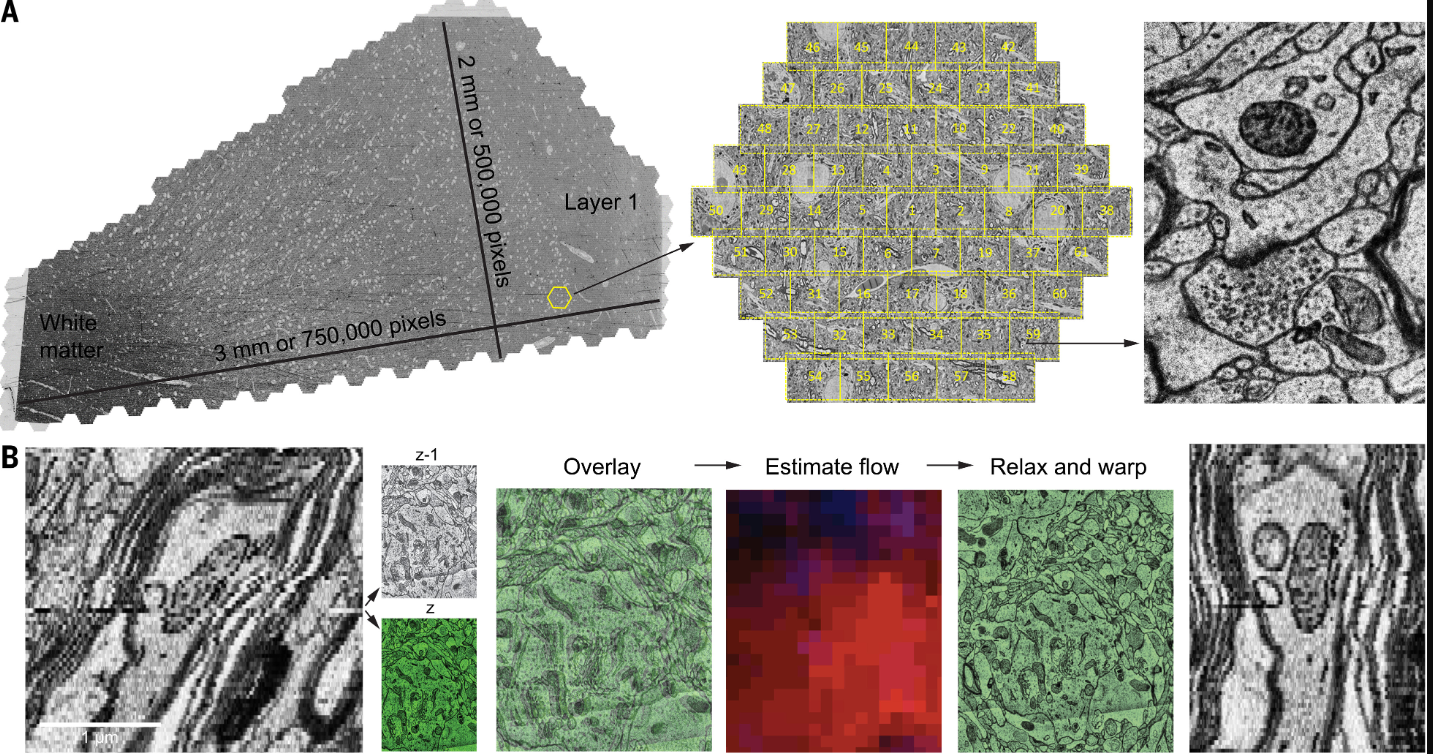 A
2 mm or 500,000 pixels
Layer 1
White
matter
3 mm or 750,000 pixels
46 45 44 43 42
47 26 25 24 23 41
48 27 12 11 10 22 40
49 28 13 4 3 9 21 39
50 29 14 5 1 2 8 20 38
51 30 15 6 7 19 37 61
52 31 16 17 18 36 60
53 32 33 34 35 59
54 55 56 57 58
B
1 µm
z-1
z
Overlay
Estimate flow
Relax and warp